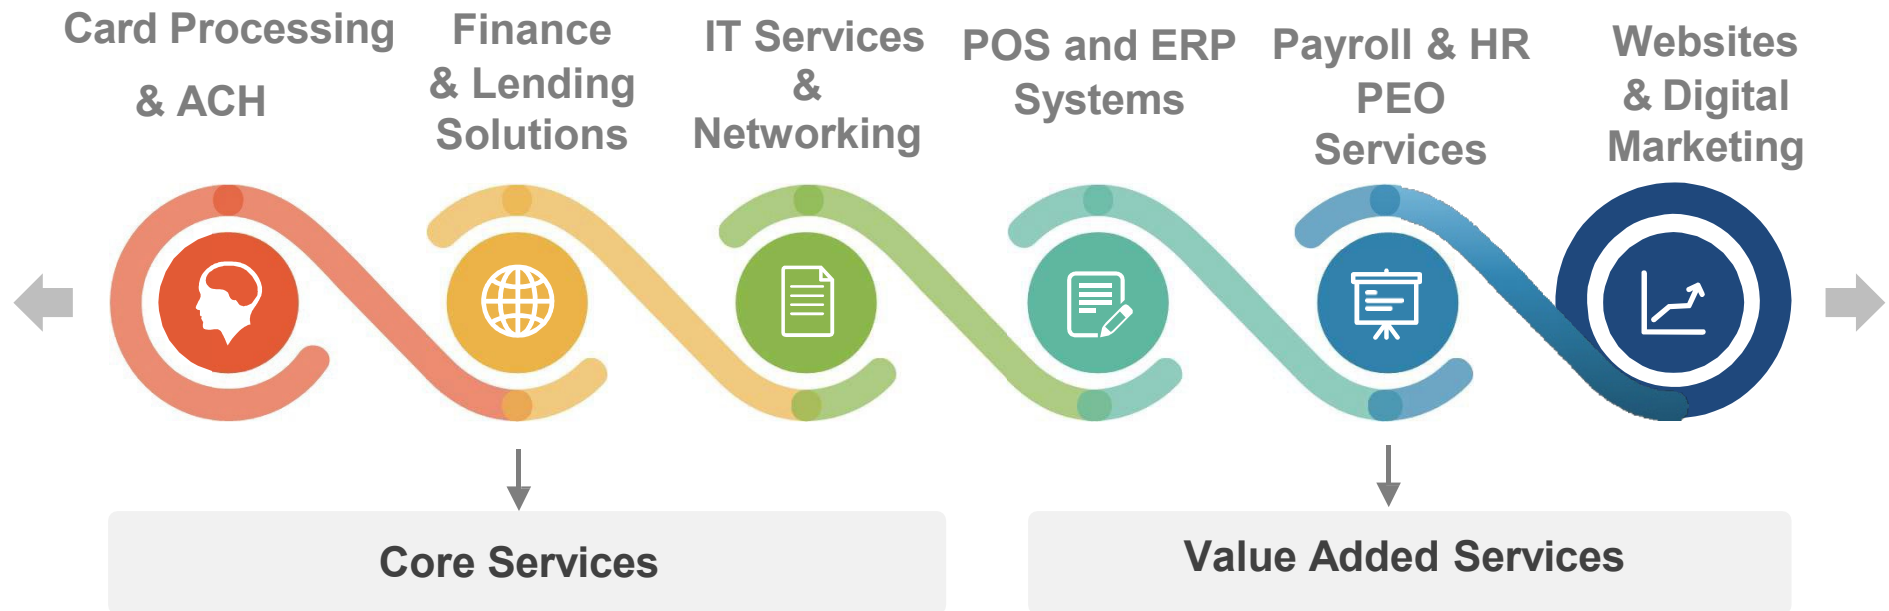 Card Processing
& ACH
Finance
& Lending
Solutions
IT Services
&
Networking
POS and ERP
Systems
Payroll & HR
PEO
Services
Websites
& Digital
Marketing
Core Services
Value Added Services